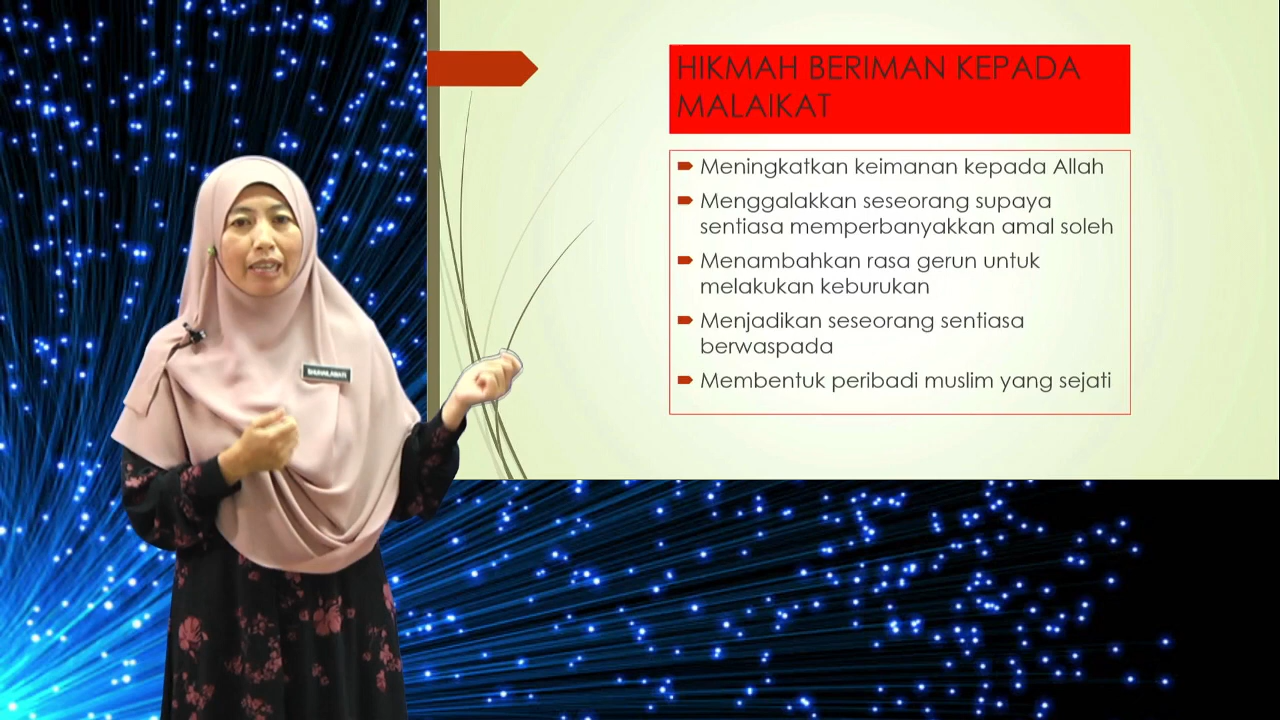 HIKMAH BERIMAN KEPADA
MALAIKAT
Meningkatkan keimanan kepada Allah
Menggalakkan seseorang supaya
sentiasa memperbanyakkan amal soleh
Menambahkan rasa gerun untuk
melakukan keburukan
Menjadikan seseorang sentiasa
berwaspada
Membentuk peribadi muslim yang sejati